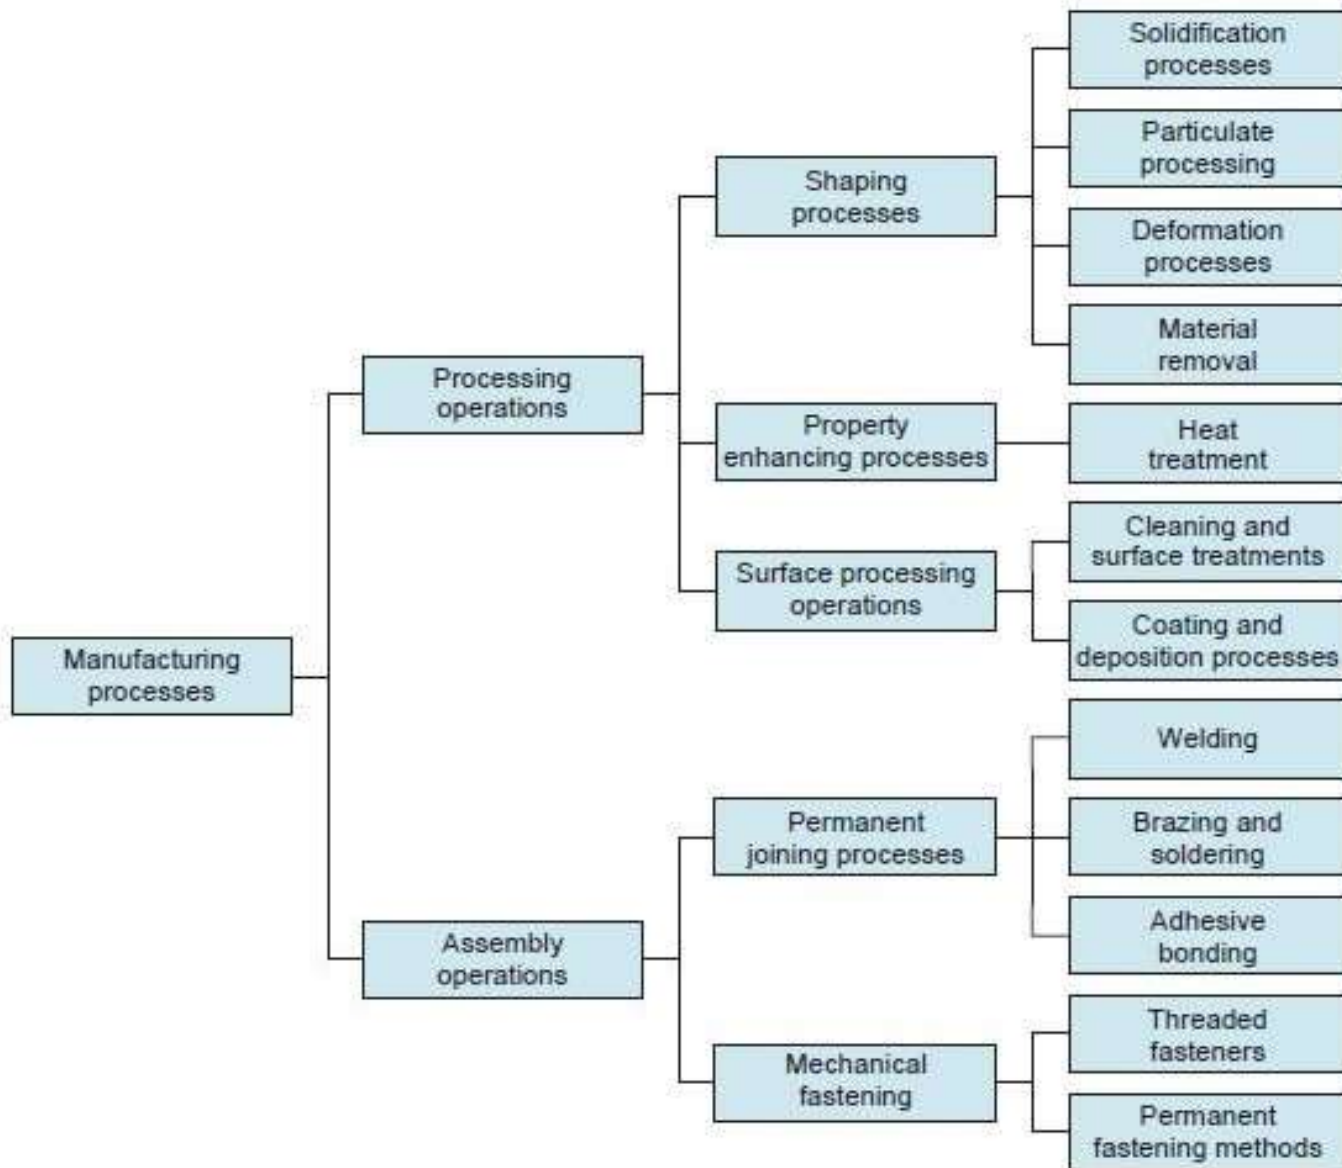 Solidification
processes
Particulate
processing
Shaping
processes
Deformation
processes
Material
removal
Processing
operations
Property
enhancing processes
Heat
treatment
Cleaning and
surface treatments
Surface processing
operations
Coating and
deposition processes
Manufacturing
processes
Welding
Permanent
joining processes
Brazing and
soldering
Adhesive
bonding
Assembly
operations
Threaded
fasteners
Mechanical
fastening
Permanent
fastening methods